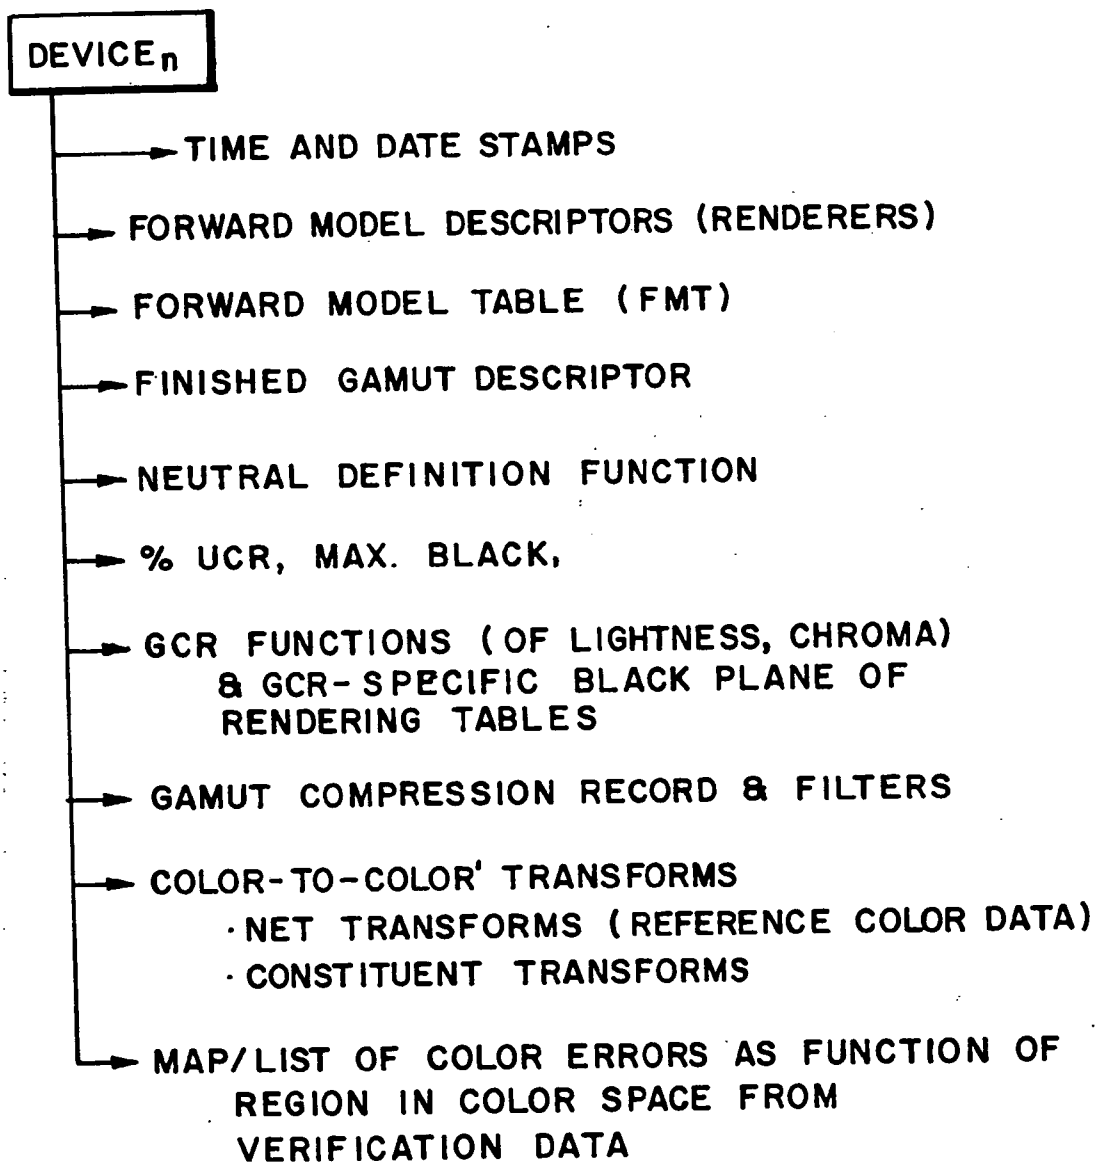 DEVICEn
TIME AND DATE STAMPS
FORWARD MODEL DESCRIPTORS (RENDERERS)
FORWARD MODEL TABLE (FMT)
FINISHED GAMUT DESCRIPTOR
NEUTRAL DEFINITION FUNCTION
% UCR, MAX. BLACK,
GCR FUNCTIONS (OF LIGHTNESS, CHROMA)
& GCR-SPECIFIC BLACK PLANE OF
RENDERING TABLES
GAMUT COMPRESSION RECORD & FILTERS
COLOR-TO-COLOR' TRANSFORMS
· NET TRANSFORMS (REFERENCE COLOR DATA)
· CONSTITUENT TRANSFORMS
MAP/LIST OF COLOR ERRORS AS FUNCTION OF
REGION IN COLOR SPACE FROM
VERIFICATION DATA